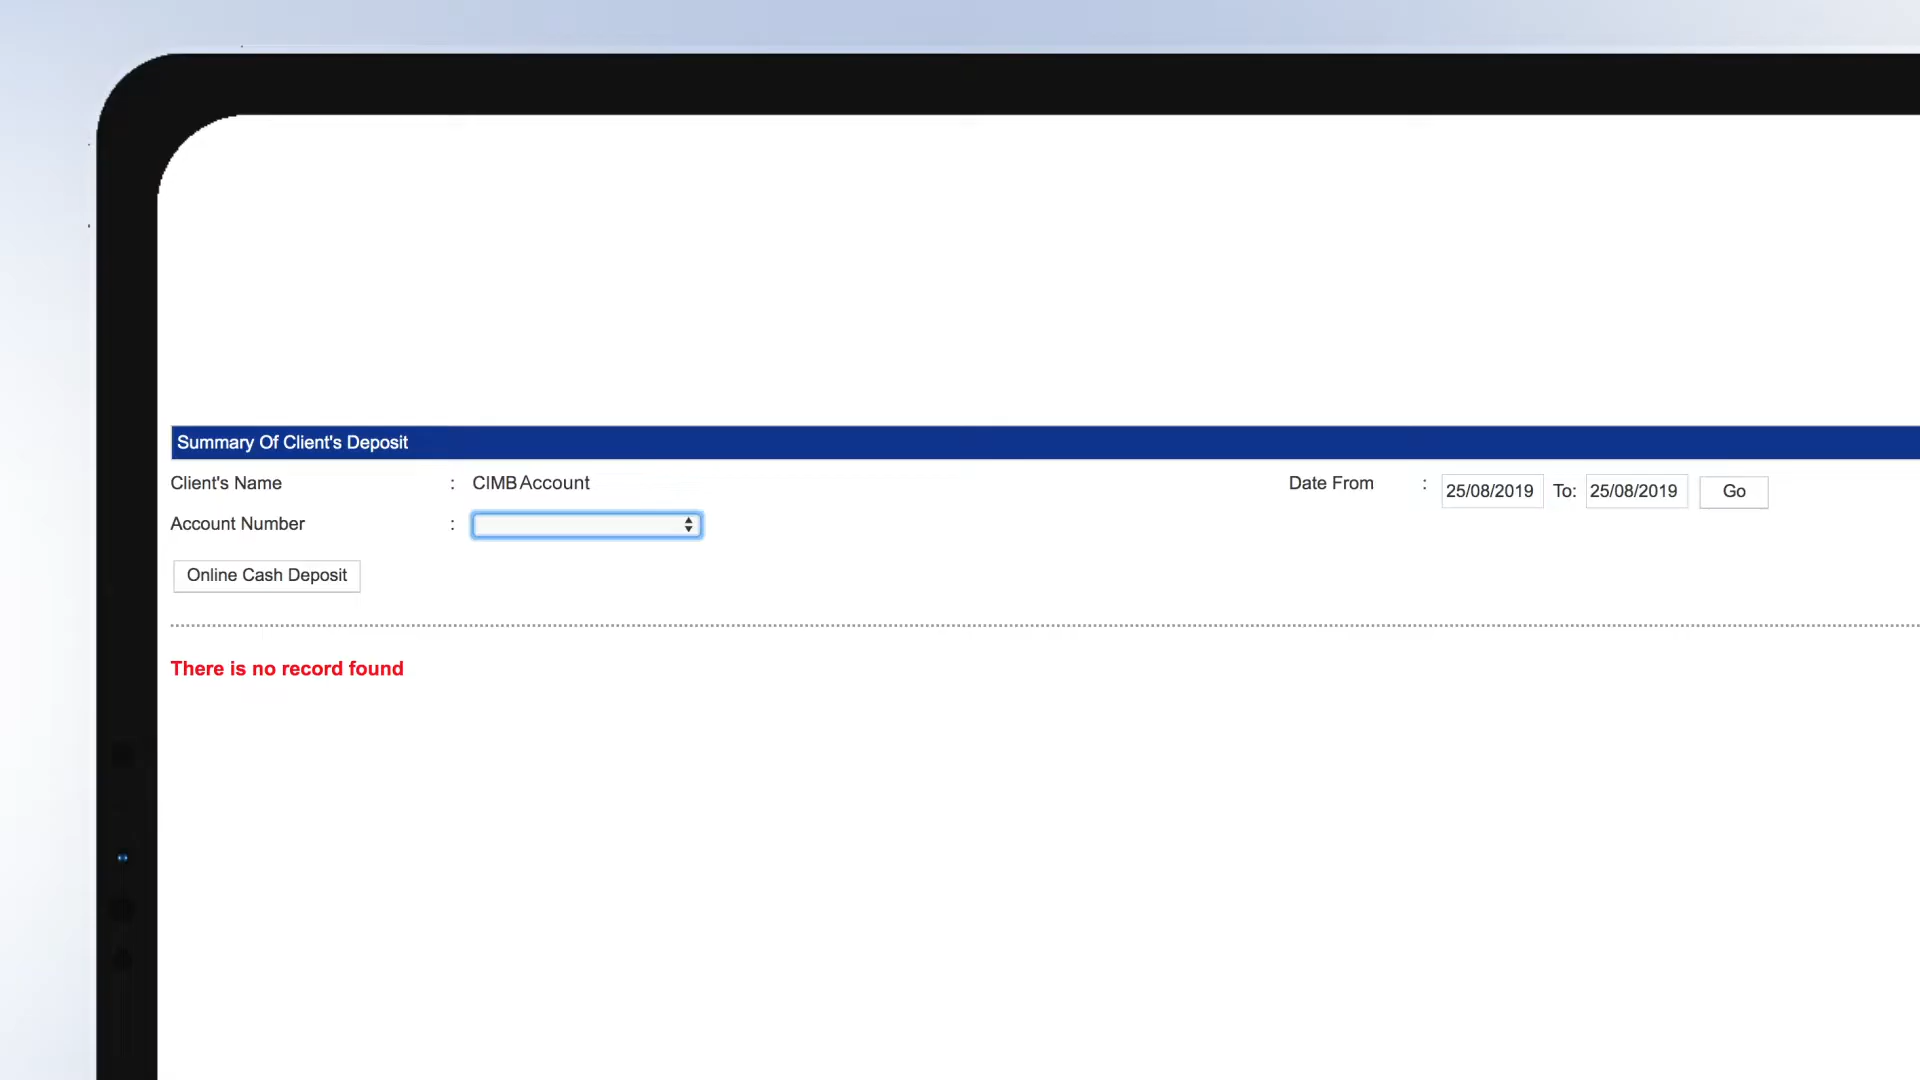 Summary Of Client's Deposit
Client's Name : CIMB Account Date From : 25/08/2019 To: 25/08/2019 Go
Account Number :
Online Cash Deposit
There is no record found